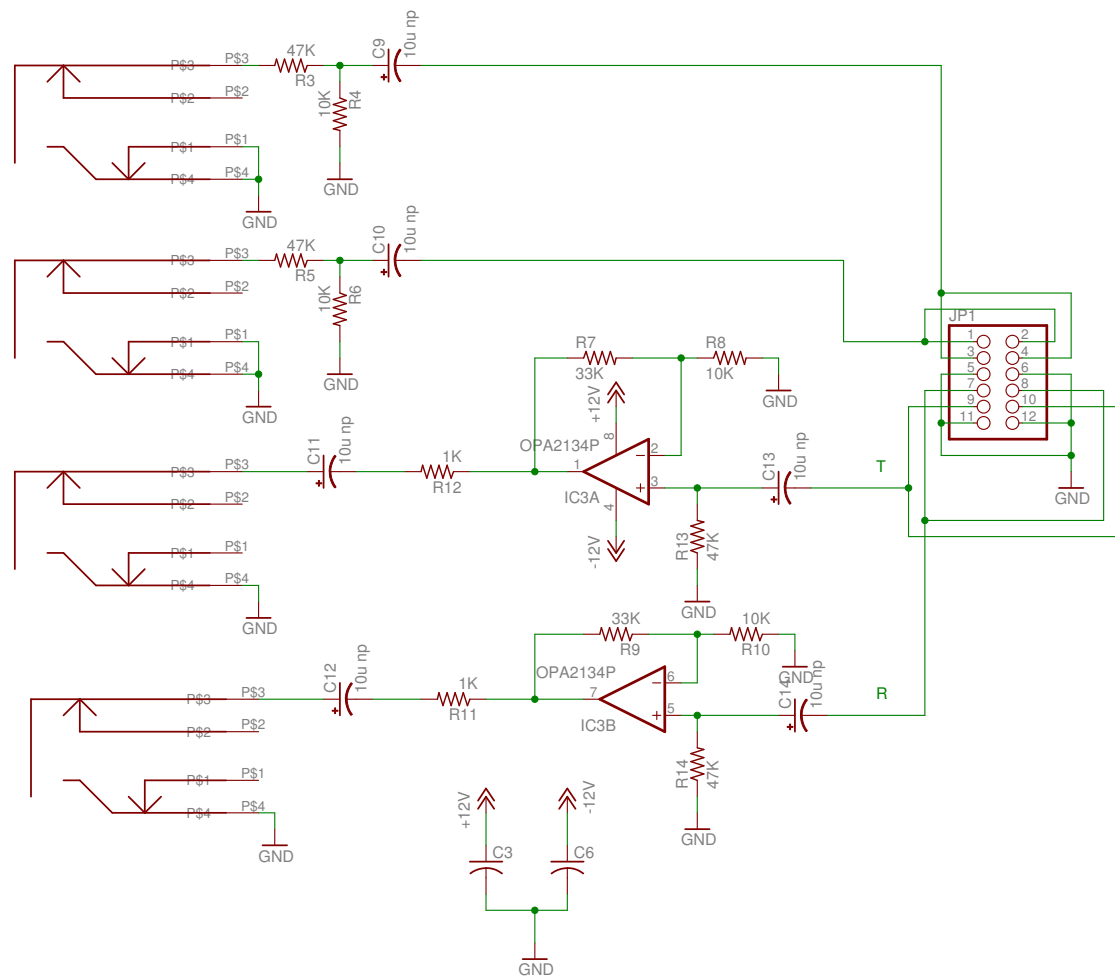 P$3 P$3
P$2 P$2
P$1 P$1
P$4 P$4
GND
47K
R3
10K
R4
GND
C9
10u np
P$3 P$3
P$2 P$2
P$1 P$1
P$4 P$4
GND
47K
R5
10K
R6
GND
C10
10u np
JP1
1 2
3 4
5 6
7 8
9 10
11 12
GND
R7
33K
R8
10K
GND
+12V
8
OPA2134P
1
2
3
IC3A
4
-12V
P$3 P$3
P$2 P$2
P$1 P$1
P$4 P$4
GND
C11
10u np
1K
R12
R13
47K
GND
C13
10u np
T
33K
R9
10K
R10
GND
OPA2134P
7
6
5
IC3B
P$3 P$3
P$2 P$2
P$1 P$1
P$4 P$4
GND
C12
10u np
1K
R11
R14
47K
GND
C14
10u np
R
+12V
-12V
C3
C6
GND